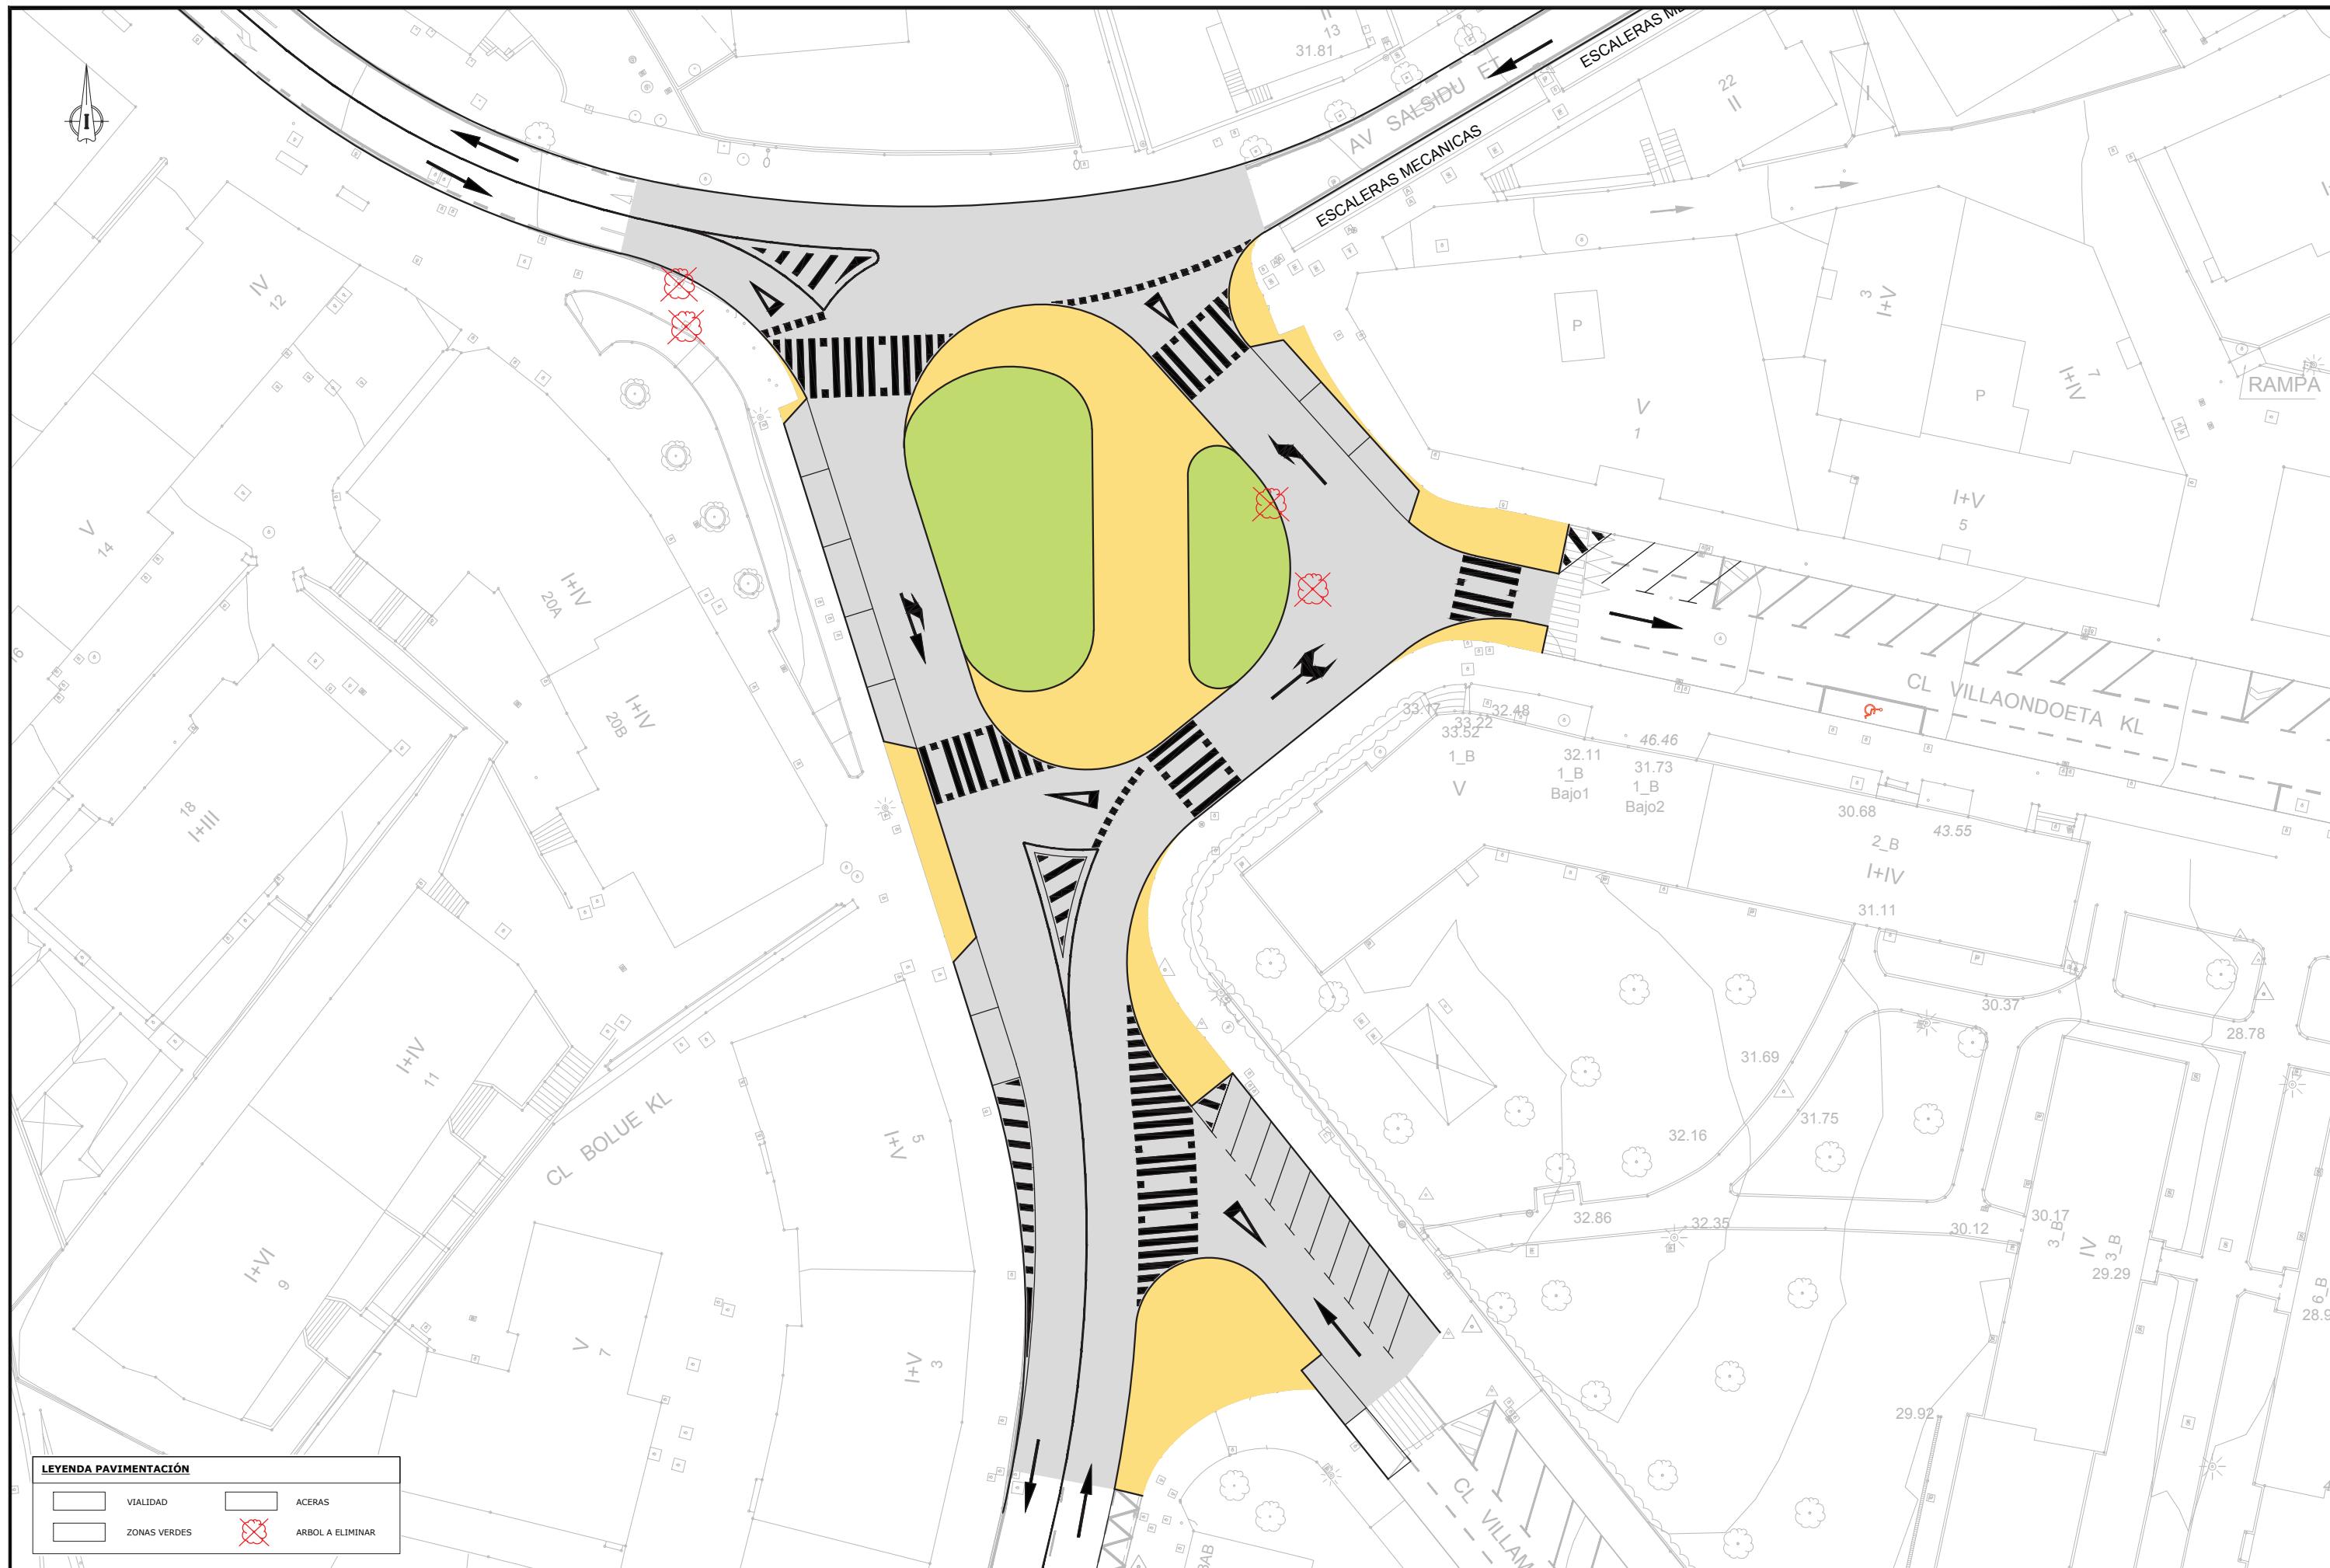 I
II
13
31.81
AV SALSIDU ET
ESCALERAS MECANICAS
22
II
I
3
I+V
P
V
1
I+IV
7
P
RAMPA
I+V
5
IV
12
V
14
16
I+IV
20A
I+IV
20B
18
I+III
CL VILLAONDOETA KL
33.17
32.48
33.22
33.52
1_B
V
46.46
32.11
1_B
Bajo1
31.73
1_B
Bajo2
30.68
43.55
2_B
I+IV
31.11
30.37
28.78
31.69
31.75
32.16
32.86
32.35
30.12
30.17
3_B
IV
3_B
29.29
6_B
29.92
I+IV
11
CL BOLUE KL
I+VI
9
I+V
5
V
7
I+V
3
LEYENDA PAVIMENTACIÓN
VIALIDAD
ACERAS
ZONAS VERDES
ARBOL A ELIMINAR